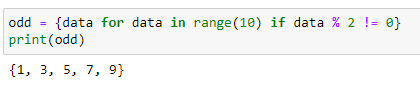 odd = {data for data in range(10) if data % 2 != 0}
print(odd)
{1, 3, 5, 7, 9}